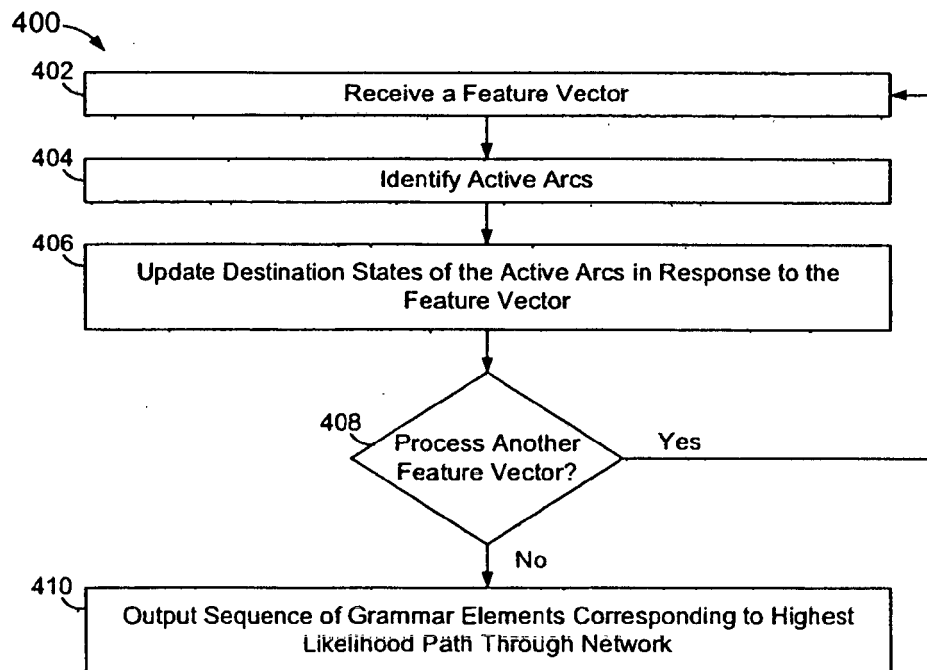 400
402
Receive a Feature Vector
404
Identify Active Arcs
406
Update Destination States of the Active Arcs in Response to the
Feature Vector
408
Process Another
Feature Vector?
Yes
No
410
Output Sequence of Grammar Elements Corresponding to Highest
Likelihood Path Through Network